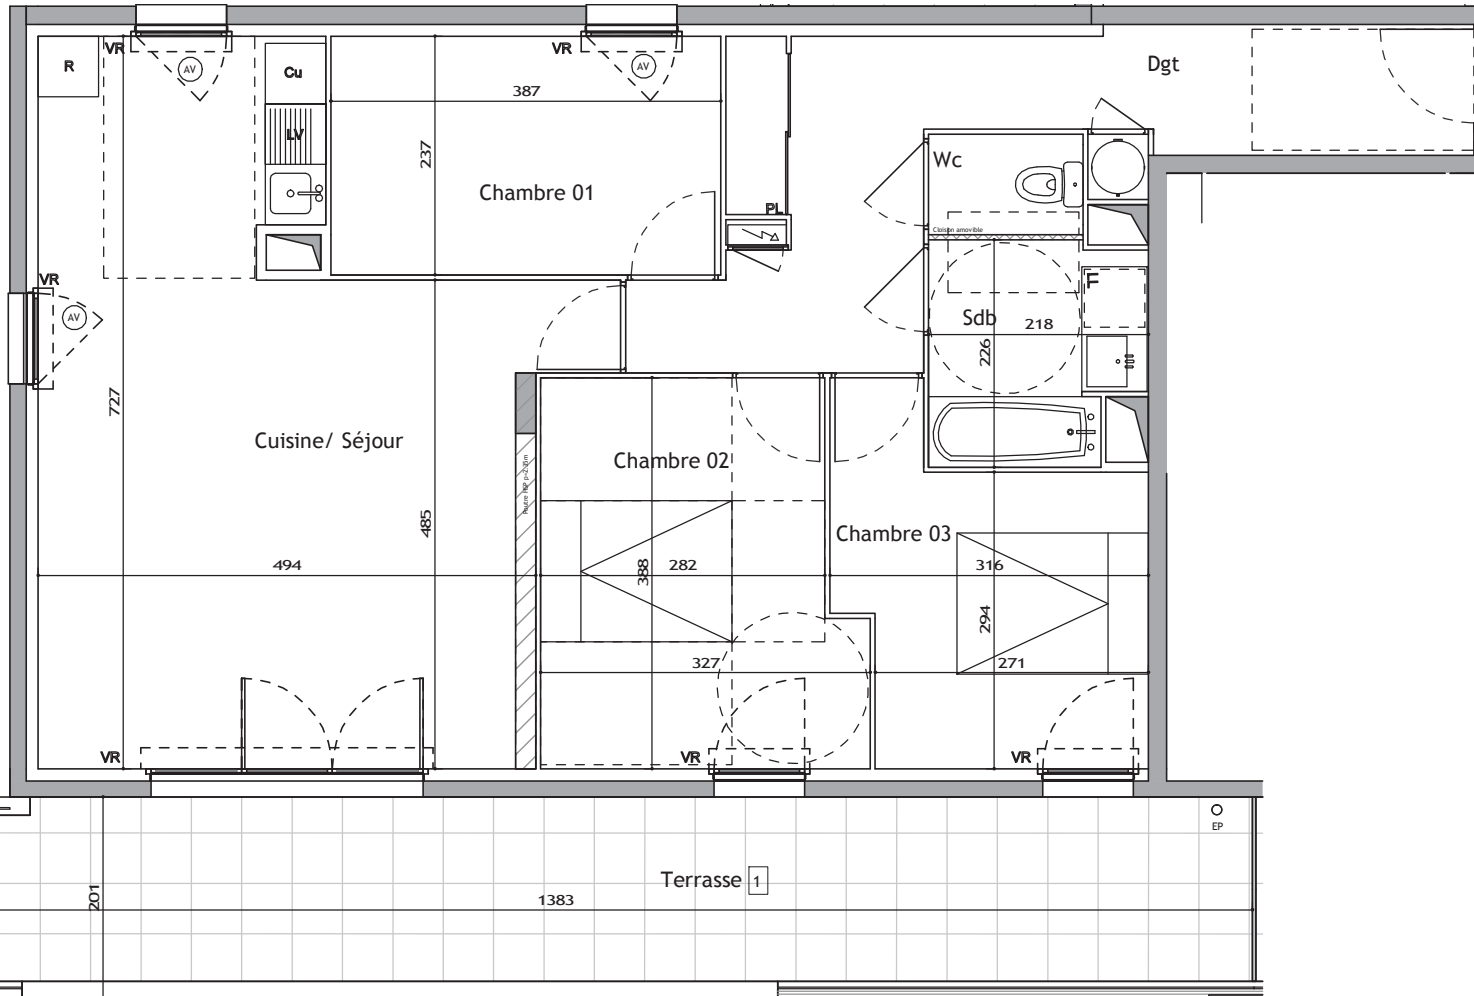 VR
VR
Dgt
R
AV
Cu
AV
387
LV
237
Wc
Chambre 01
PL
Cloison amovible
VR
AV
Sdb
218
226
727
Cuisine/ Séjour
Chambre 02
485
Chambre 03
494
388
282
316
294
327
271
VR
VR
VR
EP
Terrasse 1
201
1383